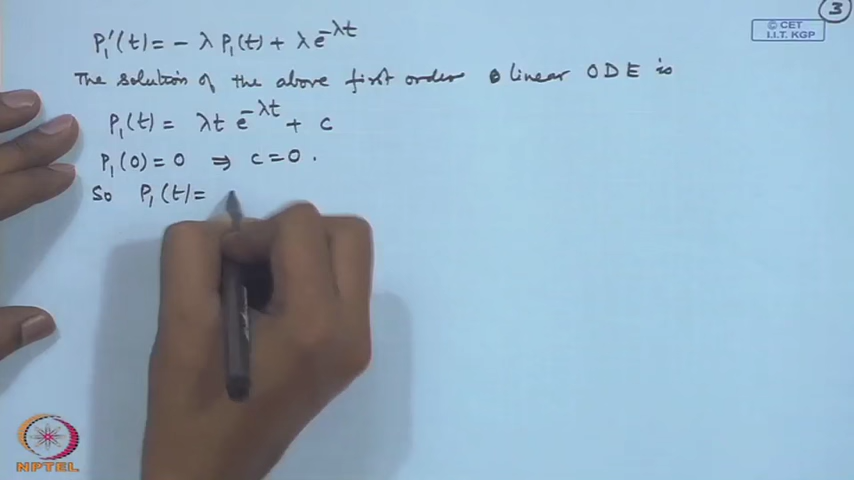 3
© CET
I.I.T. KGP
P₁'(t) = - λ P₁(t) + λ e^{-λt}
The solution of the above first order linear ODE is
P₁(t) = λt e^{-λt} + c
P₁(0) = 0 ⇒ c = 0.
So P₁(t) =
NPTEL